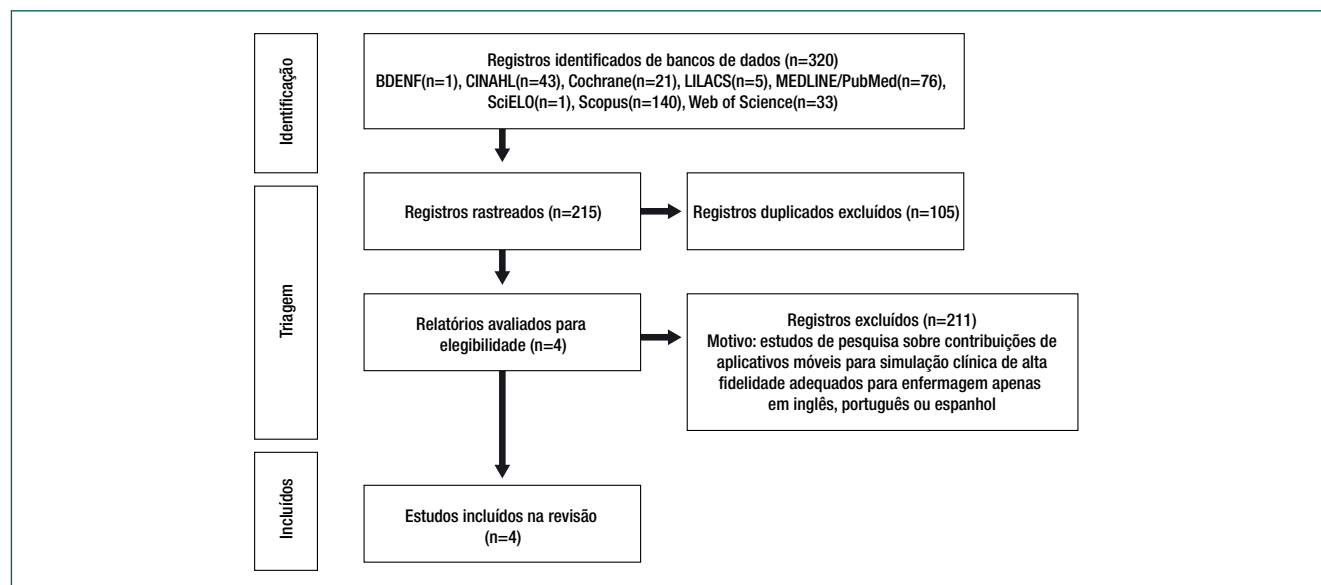 Identificação
Registros identificados de bancos de dados (n=320)
BDENF(n=1), CINAHL(n=43), Cochrane(n=21), LILACS(n=5), MEDLINE/PubMed(n=76),
SciELO(n=1), Scopus(n=140), Web of Science(n=33)
Triagem
Registros rastreados (n=215)
Registros duplicados excluídos (n=105)
Relatórios avaliados para
elegibilidade (n=4)
Registros excluídos (n=211)
Motivo: estudos de pesquisa sobre contribuições de
aplicativos móveis para simulação clínica de alta
fidelidade adequados para enfermagem apenas
em inglês, português ou espanhol
Incluídos
Estudos incluídos na revisão
(n=4)